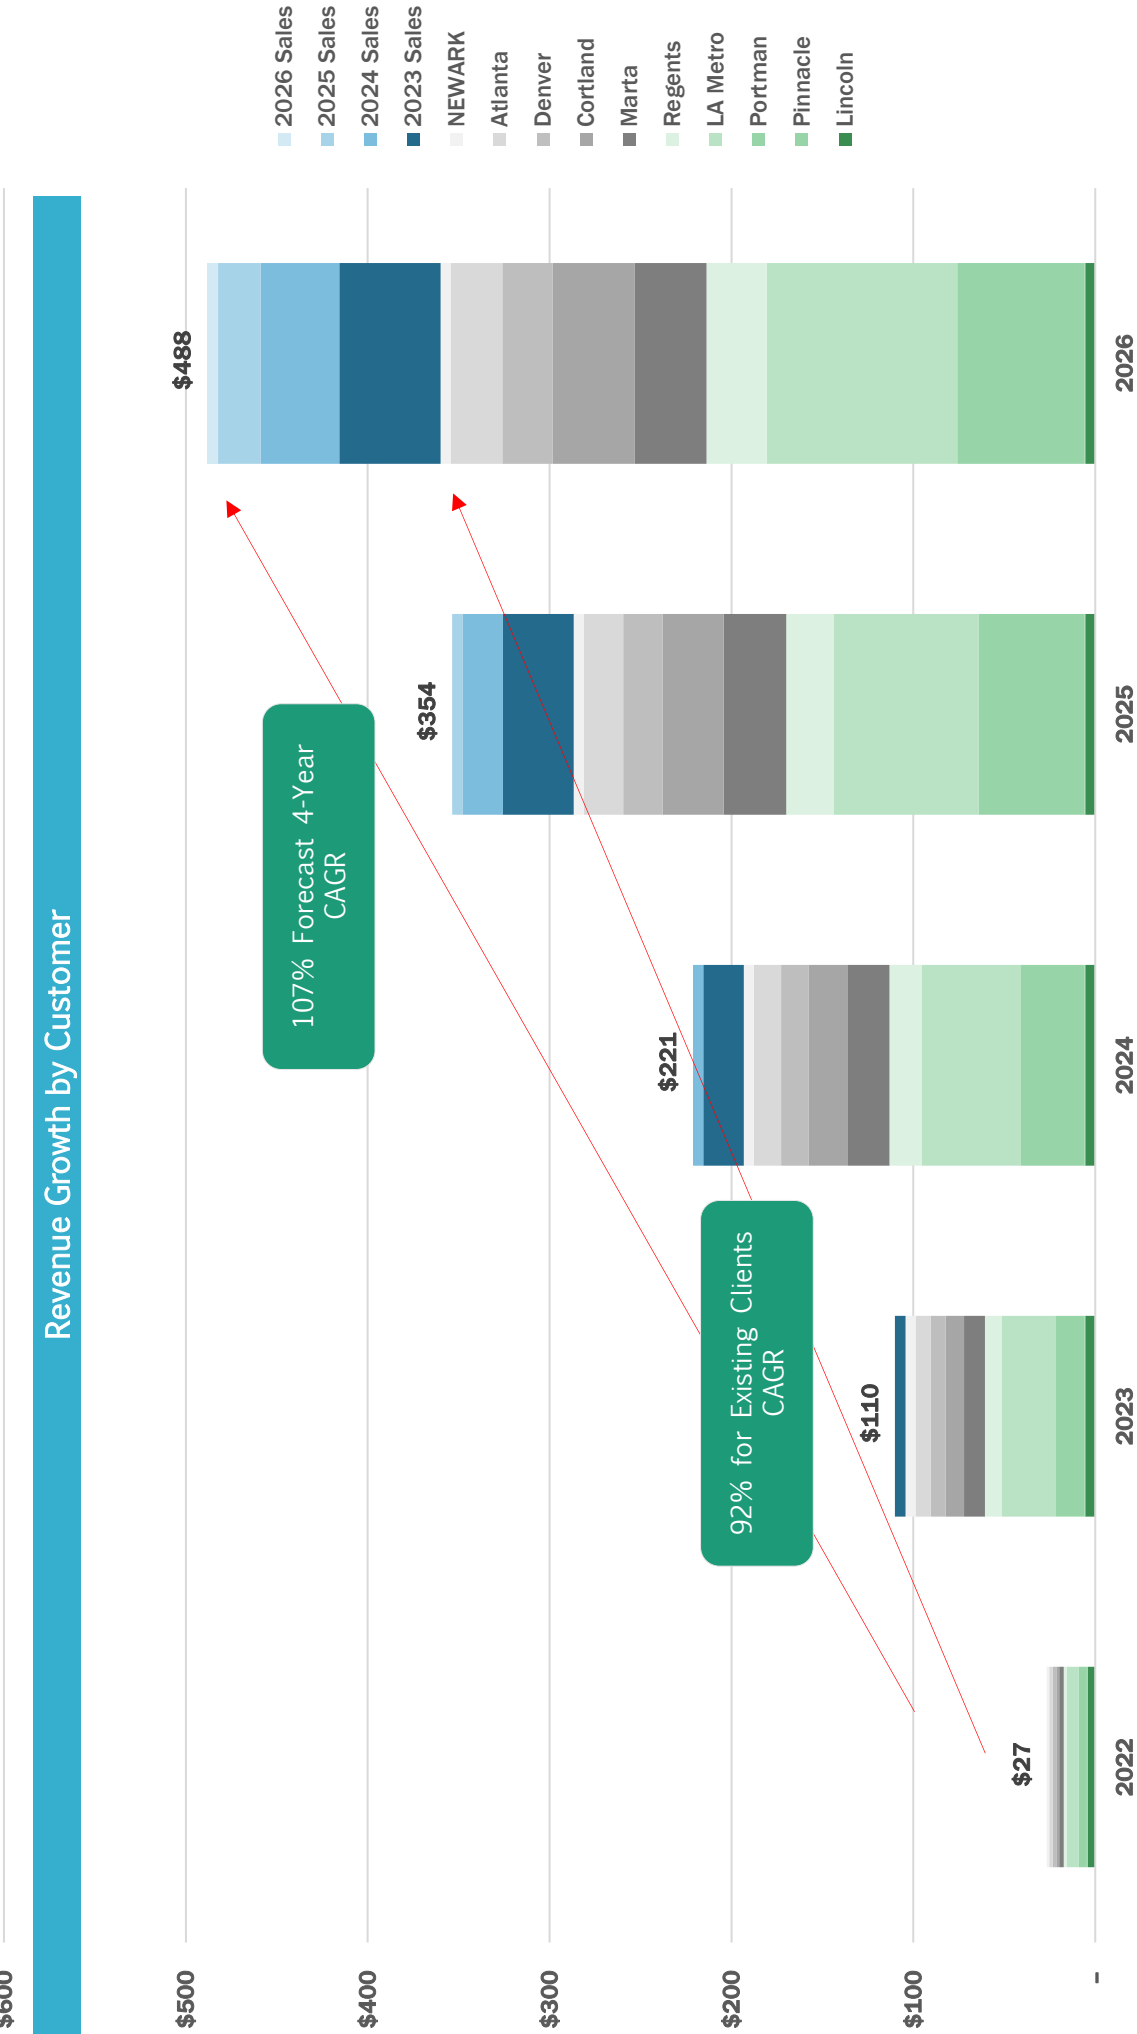 Revenue Growth by Customer
$600
$500
$400
$300
$200
$100
-
$27
$110
$221
$354
$488
107% Forecast 4-Year
CAGR
92% for Existing Clients
CAGR
2022
2023
2024
2025
2026
2026 Sales
2025 Sales
2024 Sales
2023 Sales
NEWARK
Atlanta
Denver
Cortland
Marta
Regents
LA Metro
Portman
Pinnacle
Lincoln